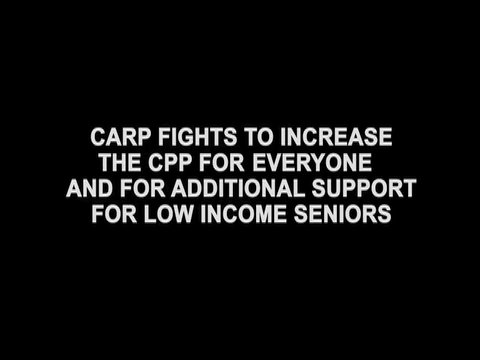 CARP FIGHTS TO INCREASE
THE CPP FOR EVERYONE
AND FOR ADDITIONAL SUPPORT
FOR LOW INCOME SENIORS